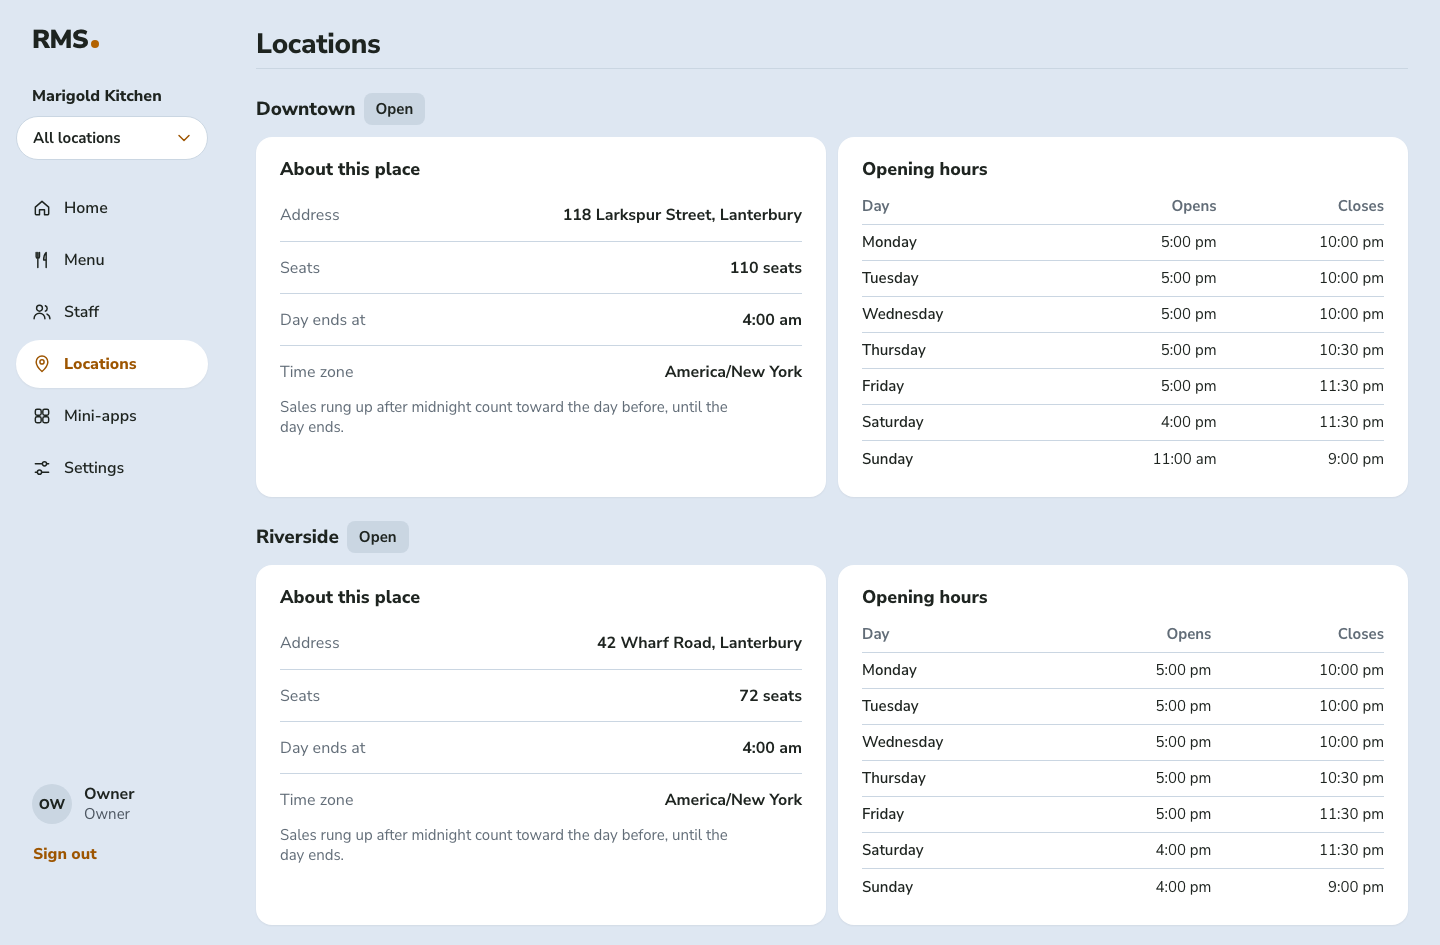 RMS.
Marigold Kitchen
All locations
Home
Menu
Staff
Locations
Mini-apps
Settings
OW
Owner
Owner
Sign out
Locations
Downtown Open
About this place
Address 118 Larkspur Street, Lanterbury
Seats 110 seats
Day ends at 4:00 am
Time zone America/New York
Sales rung up after midnight count toward the day before, until the
day ends.
Opening hours
Day Opens Closes
Monday 5:00 pm 10:00 pm
Tuesday 5:00 pm 10:00 pm
Wednesday 5:00 pm 10:00 pm
Thursday 5:00 pm 10:30 pm
Friday 5:00 pm 11:30 pm
Saturday 4:00 pm 11:30 pm
Sunday 11:00 am 9:00 pm
Riverside Open
About this place
Address 42 Wharf Road, Lanterbury
Seats 72 seats
Day ends at 4:00 am
Time zone America/New York
Sales rung up after midnight count toward the day before, until the
day ends.
Opening hours
Day Opens Closes
Monday 5:00 pm 10:00 pm
Tuesday 5:00 pm 10:00 pm
Wednesday 5:00 pm 10:00 pm
Thursday 5:00 pm 10:30 pm
Friday 5:00 pm 11:30 pm
Saturday 4:00 pm 11:30 pm
Sunday 4:00 pm 9:00 pm